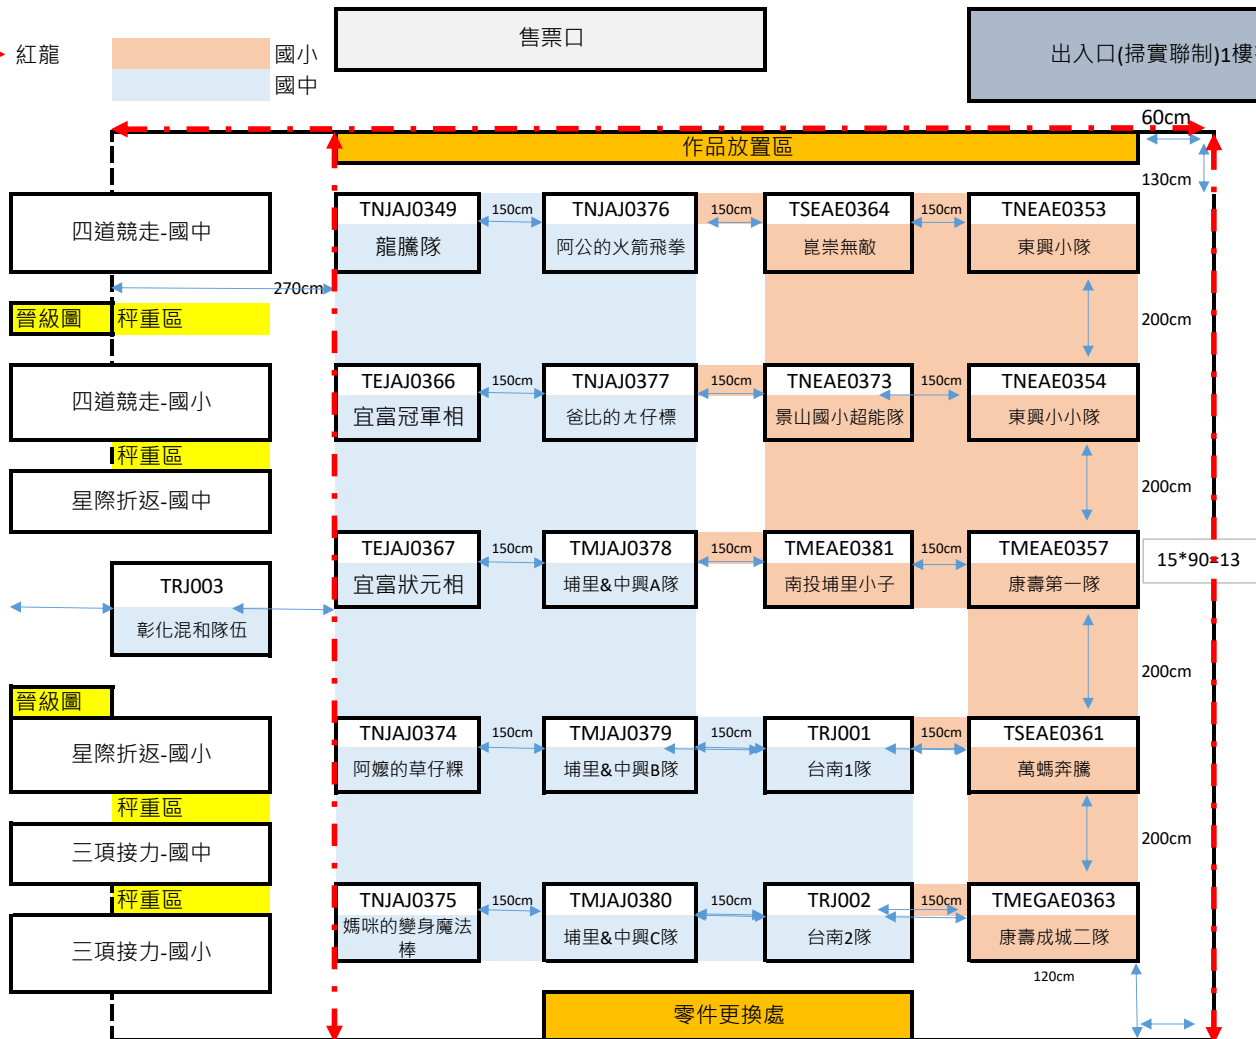 紅龍
國小
國中
售票口
出入口(掃實聯制)1樓
60cm
作品放置區
130cm
四道競走-國中
TNJAJ0349
龍騰隊
150cm
TNJAJ0376
阿公的火箭飛拳
150cm
TSEAE0364
崑崇無敵
150cm
TNEAE0353
東興小隊
270cm
晉級圖
秤重區
200cm
四道競走-國小
TEJAJ0366
宜富冠軍相
150cm
TNJAJ0377
爸比的ㄤ仔標
150cm
TNEAE0373
景山國小超能隊
150cm
TNEAE0354
東興小小隊
秤重區
200cm
星際折返-國中
TEJAJ0367
宜富狀元相
150cm
TMJAJ0378
埔里&中興A隊
150cm
TMEAE0381
南投埔里小子
150cm
TMEAE0357
康壽第一隊
15*90=13
TRJ003
彰化混和隊伍
200cm
晉級圖
星際折返-國小
TNJAJ0374
阿嬤的草仔粿
150cm
TMJAJ0379
埔里&中興B隊
150cm
TRJ001
台南1隊
150cm
TSEAE0361
萬螞奔騰
秤重區
200cm
三項接力-國中
秤重區
三項接力-國小
TNJAJ0375
媽咪的變身魔法
棒
150cm
TMJAJ0380
埔里&中興C隊
150cm
TRJ002
台南2隊
150cm
TMEGAE0363
康壽成城二隊
120cm
零件更換處